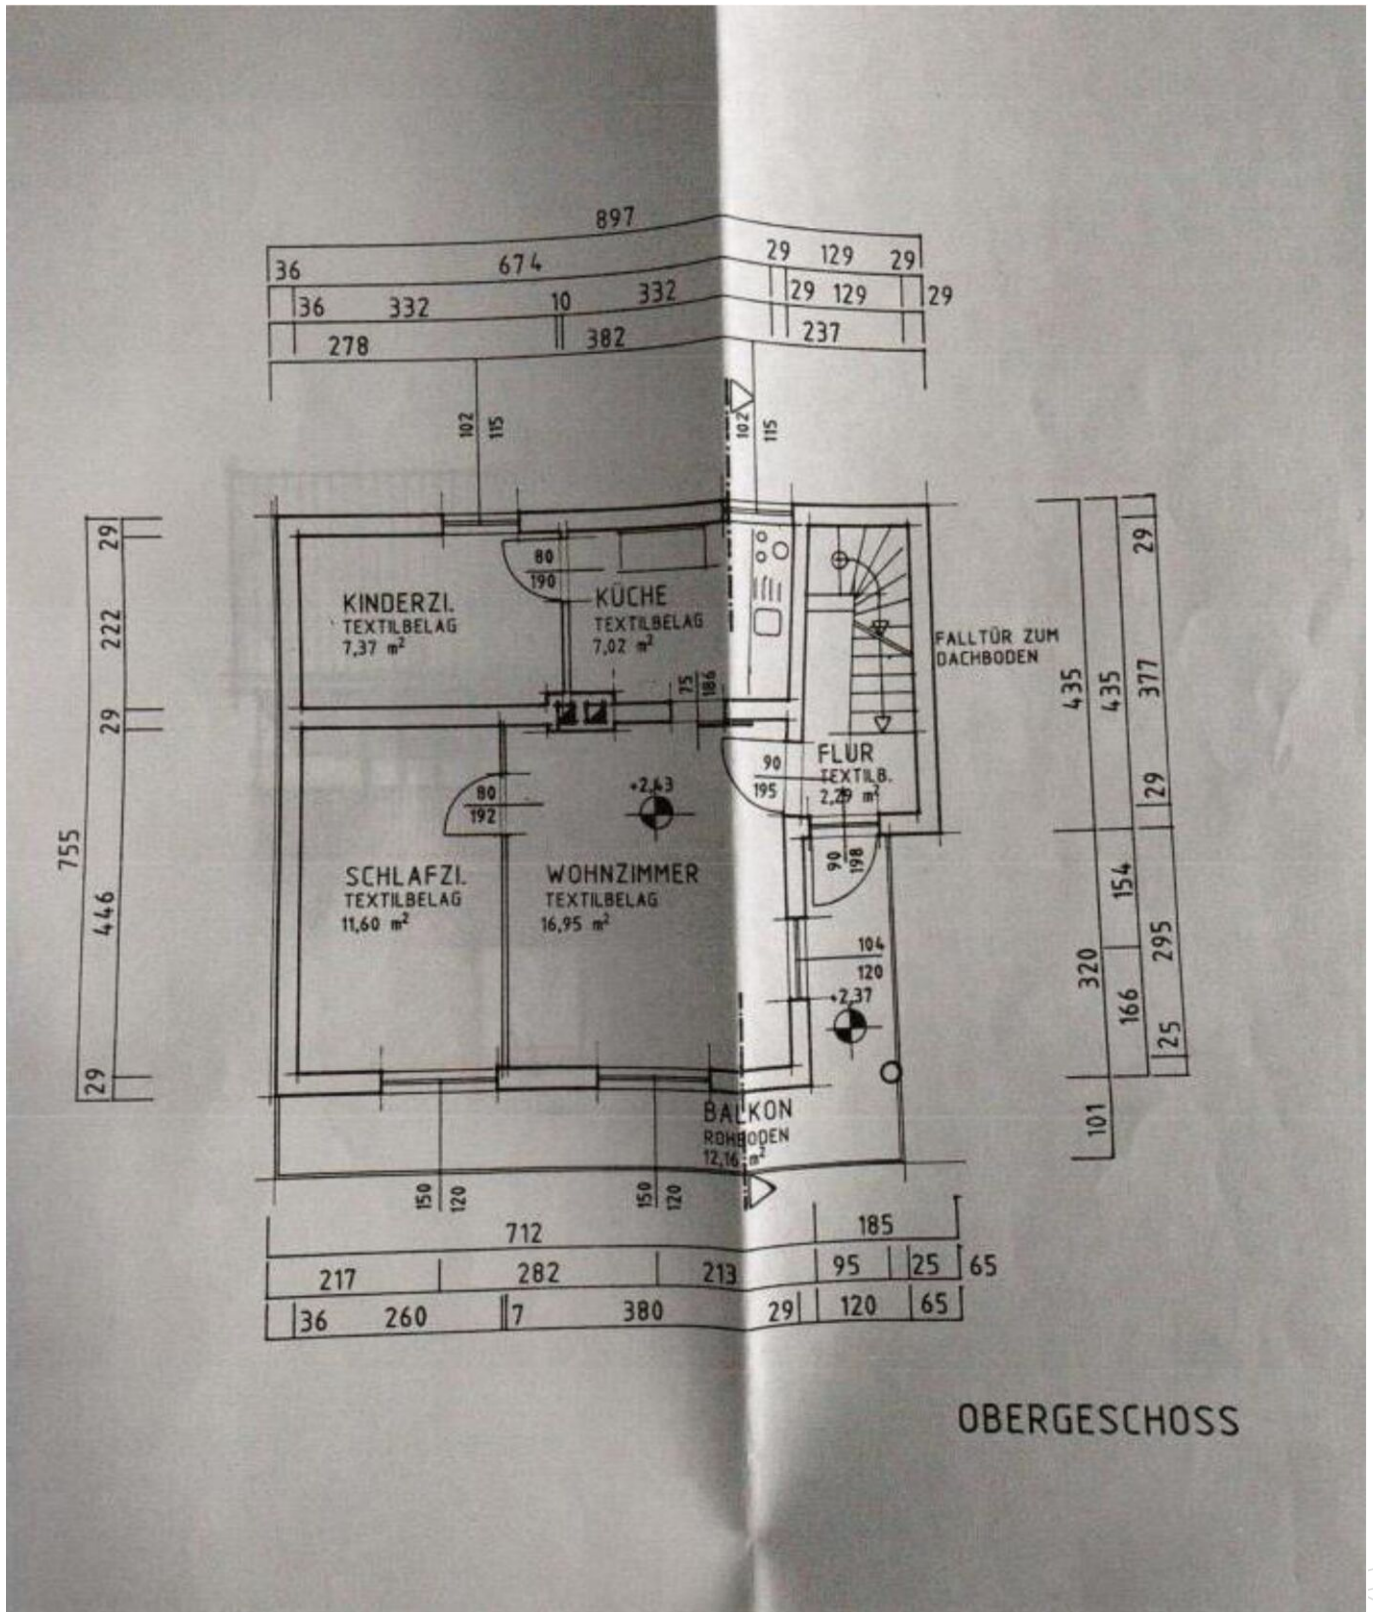 897
36 674 29 129 29
36 332 10 332 29 129 29
278 382 237
102 115
102 115
29
222
29
755
446
29
KINDERZI.
TEXTILBELAG
7,37 m²
80
190
KÜCHE
TEXTILBELAG
7,02 m²
75
186
FALLTÜR ZUM
DACHBODEN
FLUR
TEXTILB.
2,29 m²
90
195
+2,43
80
192
90
198
SCHLAFZI.
TEXTILBELAG
11,60 m²
WOHNZIMMER
TEXTILBELAG
16,95 m²
104
120
+2,37
BALKON
ROHBODEN
12,16 m²
150 120
150 120
29
377
435
435
29
154
295
320
166
25
101
712 185
217 282 213 95 25 65
36 260 7 380 29 120 65
OBERGESCHOSS